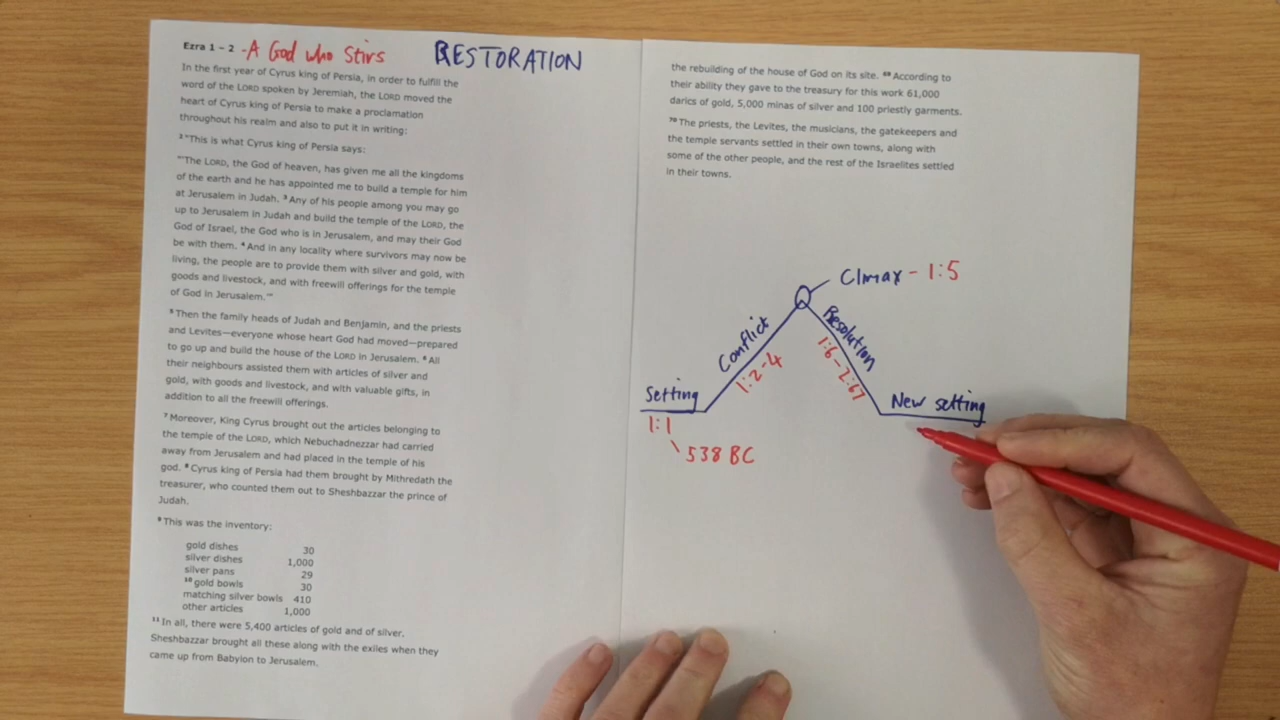 Ezra 1 – 2 -A God who Stirs RESTORATION
In the first year of Cyrus king of Persia, in order to fulfill the
word of the LORD spoken by Jeremiah, the LORD moved the
heart of Cyrus king of Persia to make a proclamation
throughout his realm and also to put it in writing:
2 "This is what Cyrus king of Persia says:
"'The LORD, the God of heaven, has given me all the kingdoms
of the earth and he has appointed me to build a temple for him
at Jerusalem in Judah. 3 Any of his people among you may go
up to Jerusalem in Judah and build the temple of the LORD, the
God of Israel, the God who is in Jerusalem, and may their God
be with them. 4 And in any locality where survivors may now be
living, the people are to provide them with silver and gold, with
goods and livestock, and with freewill offerings for the temple
of God in Jerusalem.'"
5 Then the family heads of Judah and Benjamin, and the priests
and Levites—everyone whose heart God had moved—prepared
to go up and build the house of the LORD in Jerusalem. 6 All
their neighbours assisted them with articles of silver and
gold, with goods and livestock, and with valuable gifts, in
addition to all the freewill offerings.
7 Moreover, King Cyrus brought out the articles belonging to
the temple of the LORD, which Nebuchadnezzar had carried
away from Jerusalem and had placed in the temple of his
god. 8 Cyrus king of Persia had them brought by Mithredath the
treasurer, who counted them out to Sheshbazzar the prince of
Judah.
9 This was the inventory:
gold dishes 30
silver dishes 1,000
silver pans 29
10 gold bowls 30
matching silver bowls 410
other articles 1,000
11 In all, there were 5,400 articles of gold and of silver.
Sheshbazzar brought all these along with the exiles when they
came up from Babylon to Jerusalem.
the rebuilding of the house of God on its site. 69 According to
their ability they gave to the treasury for this work 61,000
darics of gold, 5,000 minas of silver and 100 priestly garments.
70 The priests, the Levites, the musicians, the gatekeepers and
the temple servants settled in their own towns, along with
some of the other people, and the rest of the Israelites settled
in their towns.
Climax - 1:5
Conflict
1:2-4
Resolution
1:6-2:67
Setting
1:1
538 BC
New setting